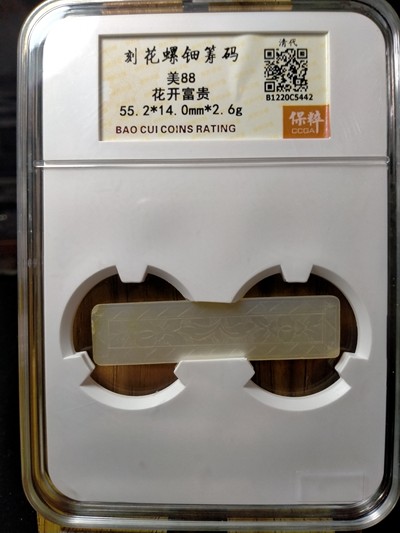 刻花螺钿筹码
美88
花开富贵
55.2*14.0mm*2.6g
BAO CUI COINS RATING
清代
B1220C5442
保粹
CCGA